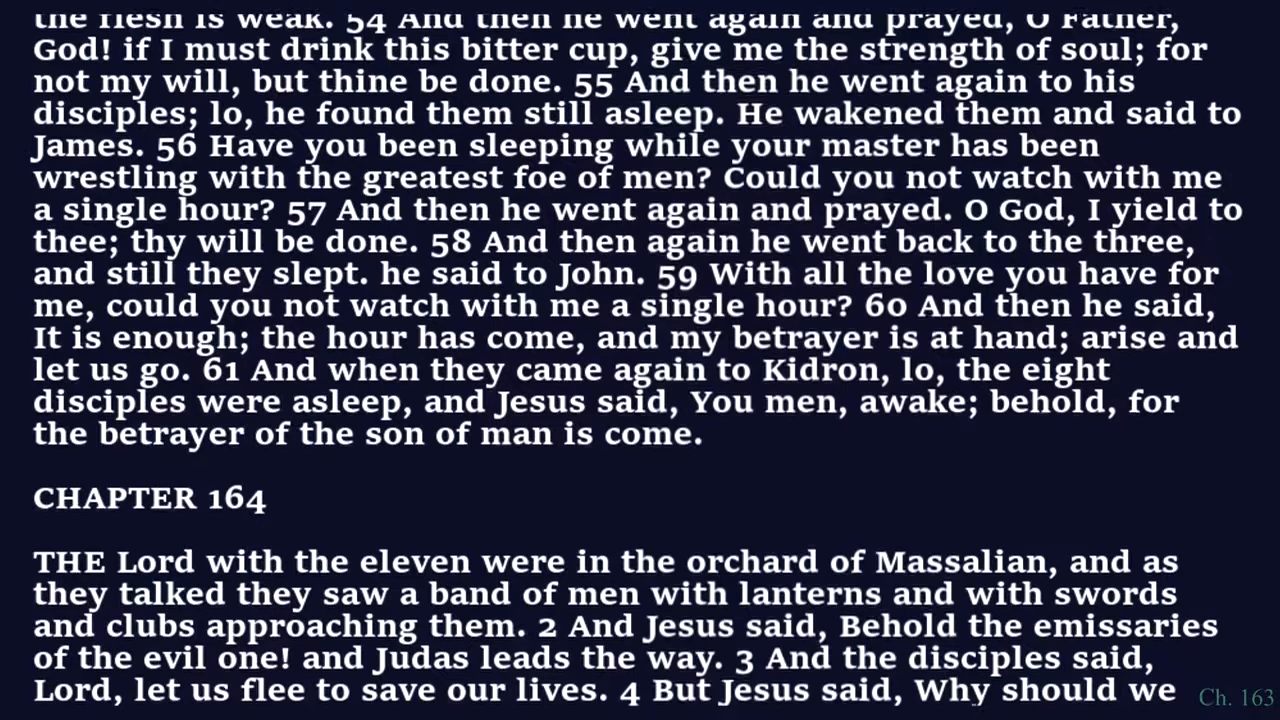 the flesh is weak. 54 And then he went again and prayed, O Father,
God! if I must drink this bitter cup, give me the strength of soul; for
not my will, but thine be done. 55 And then he went again to his
disciples; lo, he found them still asleep. He wakened them and said to
James. 56 Have you been sleeping while your master has been
wrestling with the greatest foe of men? Could you not watch with me
a single hour? 57 And then he went again and prayed. O God, I yield to
thee; thy will be done. 58 And then again he went back to the three,
and still they slept. he said to John. 59 With all the love you have for
me, could you not watch with me a single hour? 60 And then he said,
It is enough; the hour has come, and my betrayer is at hand; arise and
let us go. 61 And when they came again to Kidron, lo, the eight
disciples were asleep, and Jesus said, You men, awake; behold, for
the betrayer of the son of man is come.
CHAPTER 164
THE Lord with the eleven were in the orchard of Massalian, and as
they talked they saw a band of men with lanterns and with swords
and clubs approaching them. 2 And Jesus said, Behold the emissaries
of the evil one! and Judas leads the way. 3 And the disciples said,
Lord, let us flee to save our lives. 4 But Jesus said, Why should we
Ch. 163